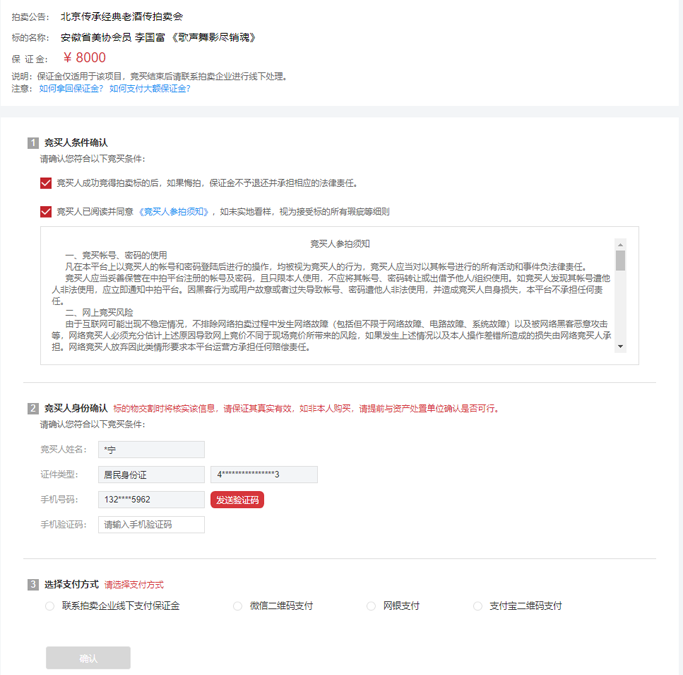 拍卖公告： 北京传承经典老酒传拍卖会
标的名称： 安徽省美协会员 李国富 《歌声舞影尽销魂》
保 证 金： ¥ 8000
说明：保证金仅适用于该项目，竞买结束后请联系拍卖企业进行线下处理。
注意： 如何拿回保证金？ 如何支付大额保证金？
1 竞买人条件确认
请确认您符合以下竞买条件：
竞买人成功竞得拍卖标的后，如果悔拍，保证金不予退还并承担相应的法律责任。
竞买人已阅读并同意 《竞买人参拍须知》，如未实地看样，视为接受标的所有瑕疵等细则
竞买人参拍须知
一、竞买帐号、密码的使用
凡在本平台上以竞买人的帐号和密码登陆后进行的操作，均被视为竞买人的行为，竞买人应当对以其帐号进行的所有活动和事件负法律责任。
竞买人应当妥善保管在中拍平台注册的帐号及密码，且只限本人使用，不应将其帐号、密码转让或出借予他人/组织使用。如竞买人发现其帐号遭他
人非法使用，应立即通知中拍平台。因黑客行为或用户故意或者过失导致帐号、密码遭他人非法使用，并造成竞买人自身损失，本平台不承担任何责
任。
二、网上竞买风险
由于互联网可能出现不稳定情况，不排除网络拍卖过程中发生网络故障（包括但不限于网络故障、电路故障、系统故障）以及被网络黑客恶意攻击
等，网络竞买人必须充分估计上述原因导致网上竞价不同于现场竞价所带来的风险，如果发生上述情况以及本人操作差错所造成的损失由网络竞买人承
担。网络竞买人放弃因此类情形要求本平台运营方承担任何赔偿责任。
2 竞买人身份确认 标的物交割时将核实该信息，请保证其真实有效，如非本人购买，请提前与资产处置单位确认是否可行。
请确认您符合以下竞买条件：
竞买人姓名： *宁
证件类型： 居民身份证 4****************3
手机号码： 132****5962 发送验证码
手机验证码： 请输入手机验证码
3 选择支付方式 请选择支付方式
联系拍卖企业线下支付保证金 微信二维码支付 网银支付 支付宝二维码支付
确认